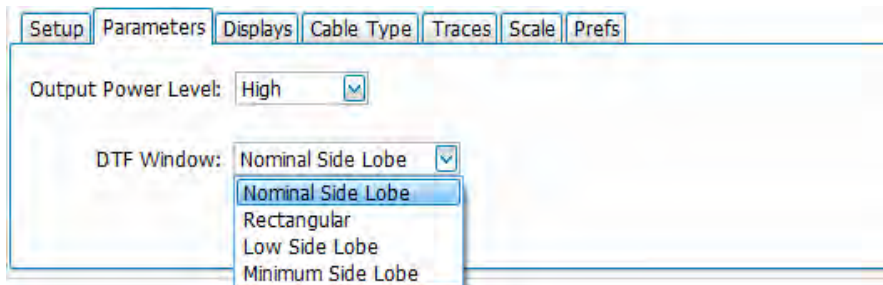 Setup Parameters Displays Cable Type Traces Scale Prefs
Output Power Level: High
DTF Window: Nominal Side Lobe
Nominal Side Lobe
Rectangular
Low Side Lobe
Minimum Side Lobe